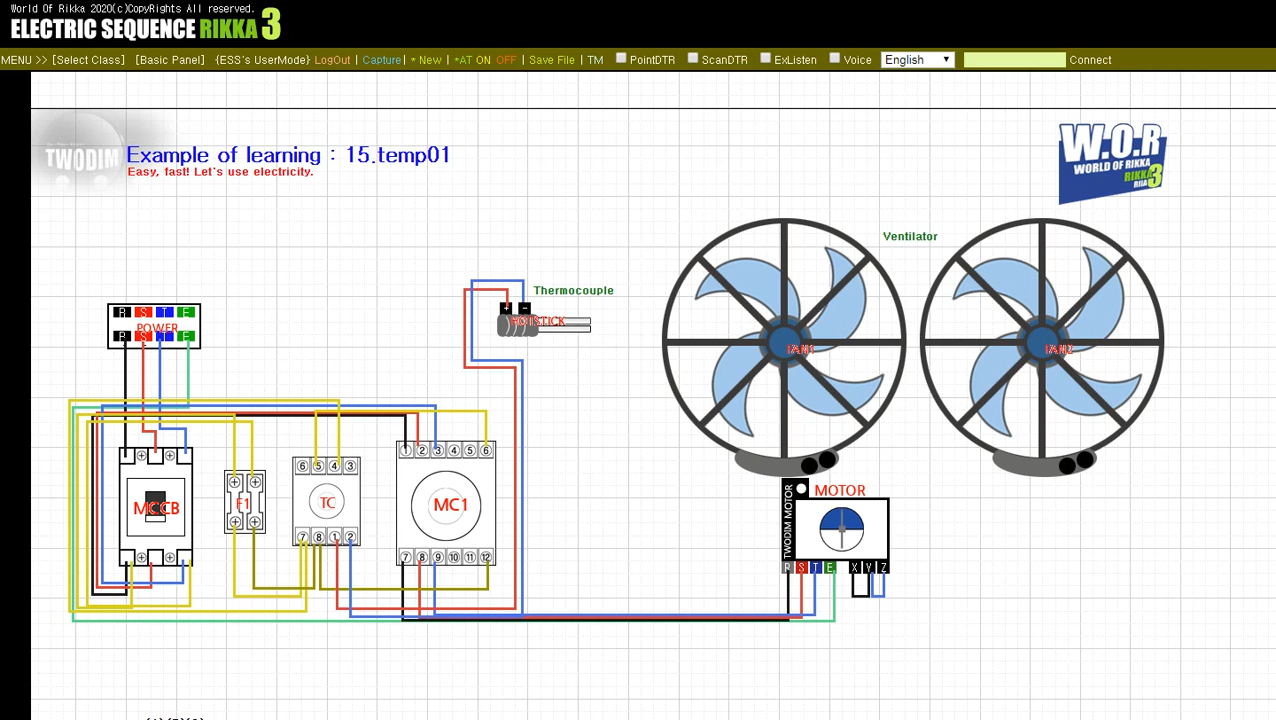 World Of Rikka 2020(c)CopyRights All reserved.
ELECTRIC SEQUENCE RIKKA 3
MENU >> [Select Class] [Basic Panel] {ESS's UserMode} LogOut | Capture | * New | *AT ON OFF | Save File | TM PointDTR ScanDTR ExListen Voice English Connect
TWODIM
Example of learning : 15.temp01
Easy, fast! Let's use electricity.
W.O.R
WORLD OF RIKKA
RIKKA 3
Ventilator
Thermocouple
+ −
HOTSTICK
R S T E
POWER
R S T E
FAN1
FAN2
① ② ③ ④ ⑤ ⑥
⑥ ⑤ ④ ③
MCCB
F1
TC
MC1
MOTOR
TWODIM MOTOR
⑦ ⑧ ① ②
⑦ ⑧ ⑨ ⑩ ⑪ ⑫
R S T E X Y Z